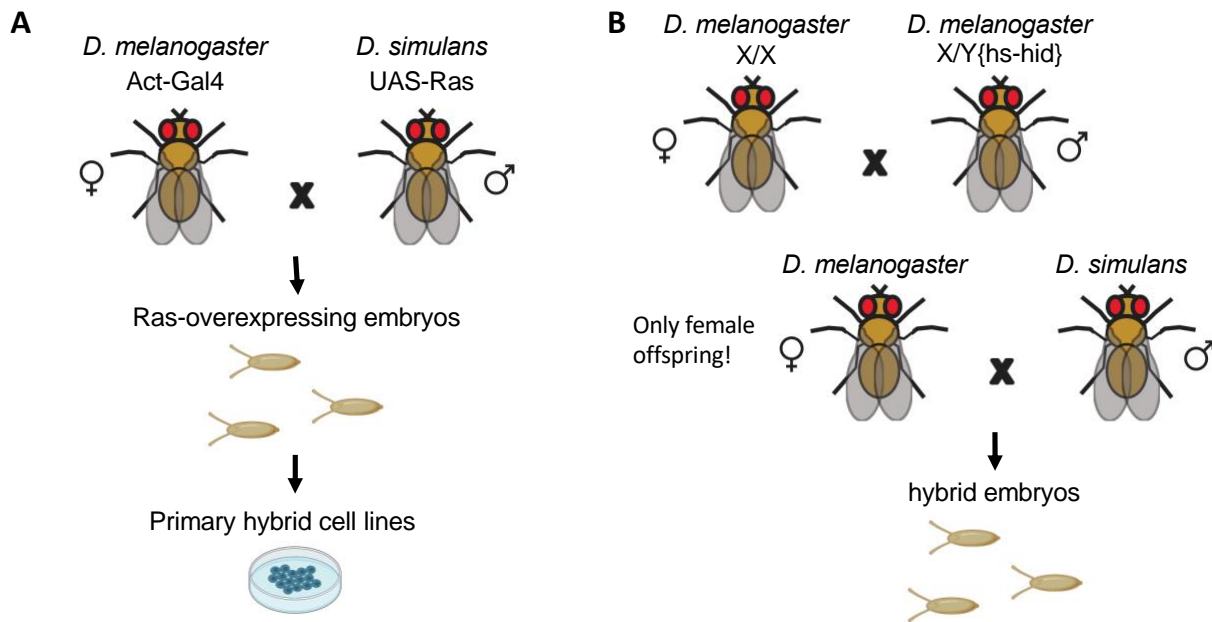 A
D. melanogaster
Act-Gal4
D. simulans
UAS-Ras
♀
x
♂
Ras-overexpressing embryos
Primary hybrid cell lines
B
D. melanogaster
X/X
D. melanogaster
X/Y{hs-hid}
♀
x
♂
D. melanogaster
D. simulans
Only female
offspring!
♀
x
♂
hybrid embryos